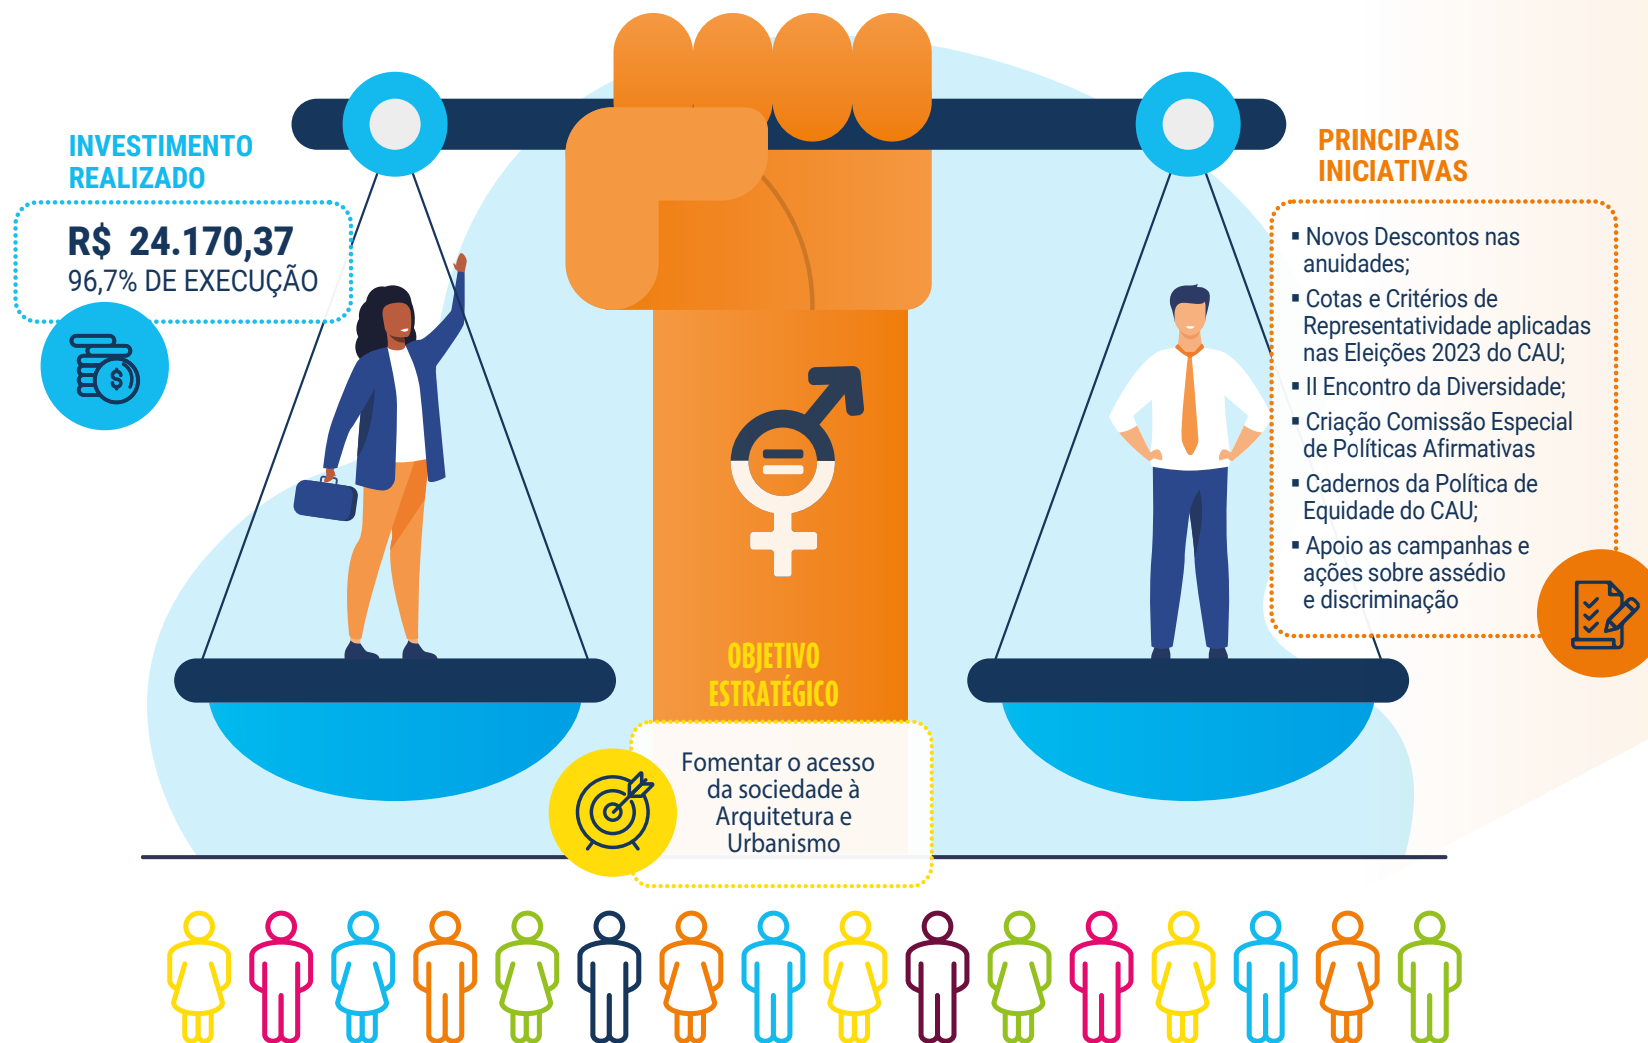 INVESTIMENTO
REALIZADO
R$ 24.170,37
96,7% DE EXECUÇÃO
PRINCIPAIS
INICIATIVAS
▪ Novos Descontos nas
anuidades;
▪ Cotas e Critérios de
Representatividade aplicadas
nas Eleições 2023 do CAU;
▪ II Encontro da Diversidade;
▪ Criação Comissão Especial
de Políticas Afirmativas
▪ Cadernos da Política de
Equidade do CAU;
▪ Apoio as campanhas e
ações sobre assédio
e discriminação
OBJETIVO
ESTRATÉGICO
Fomentar o acesso
da sociedade à
Arquitetura e
Urbanismo